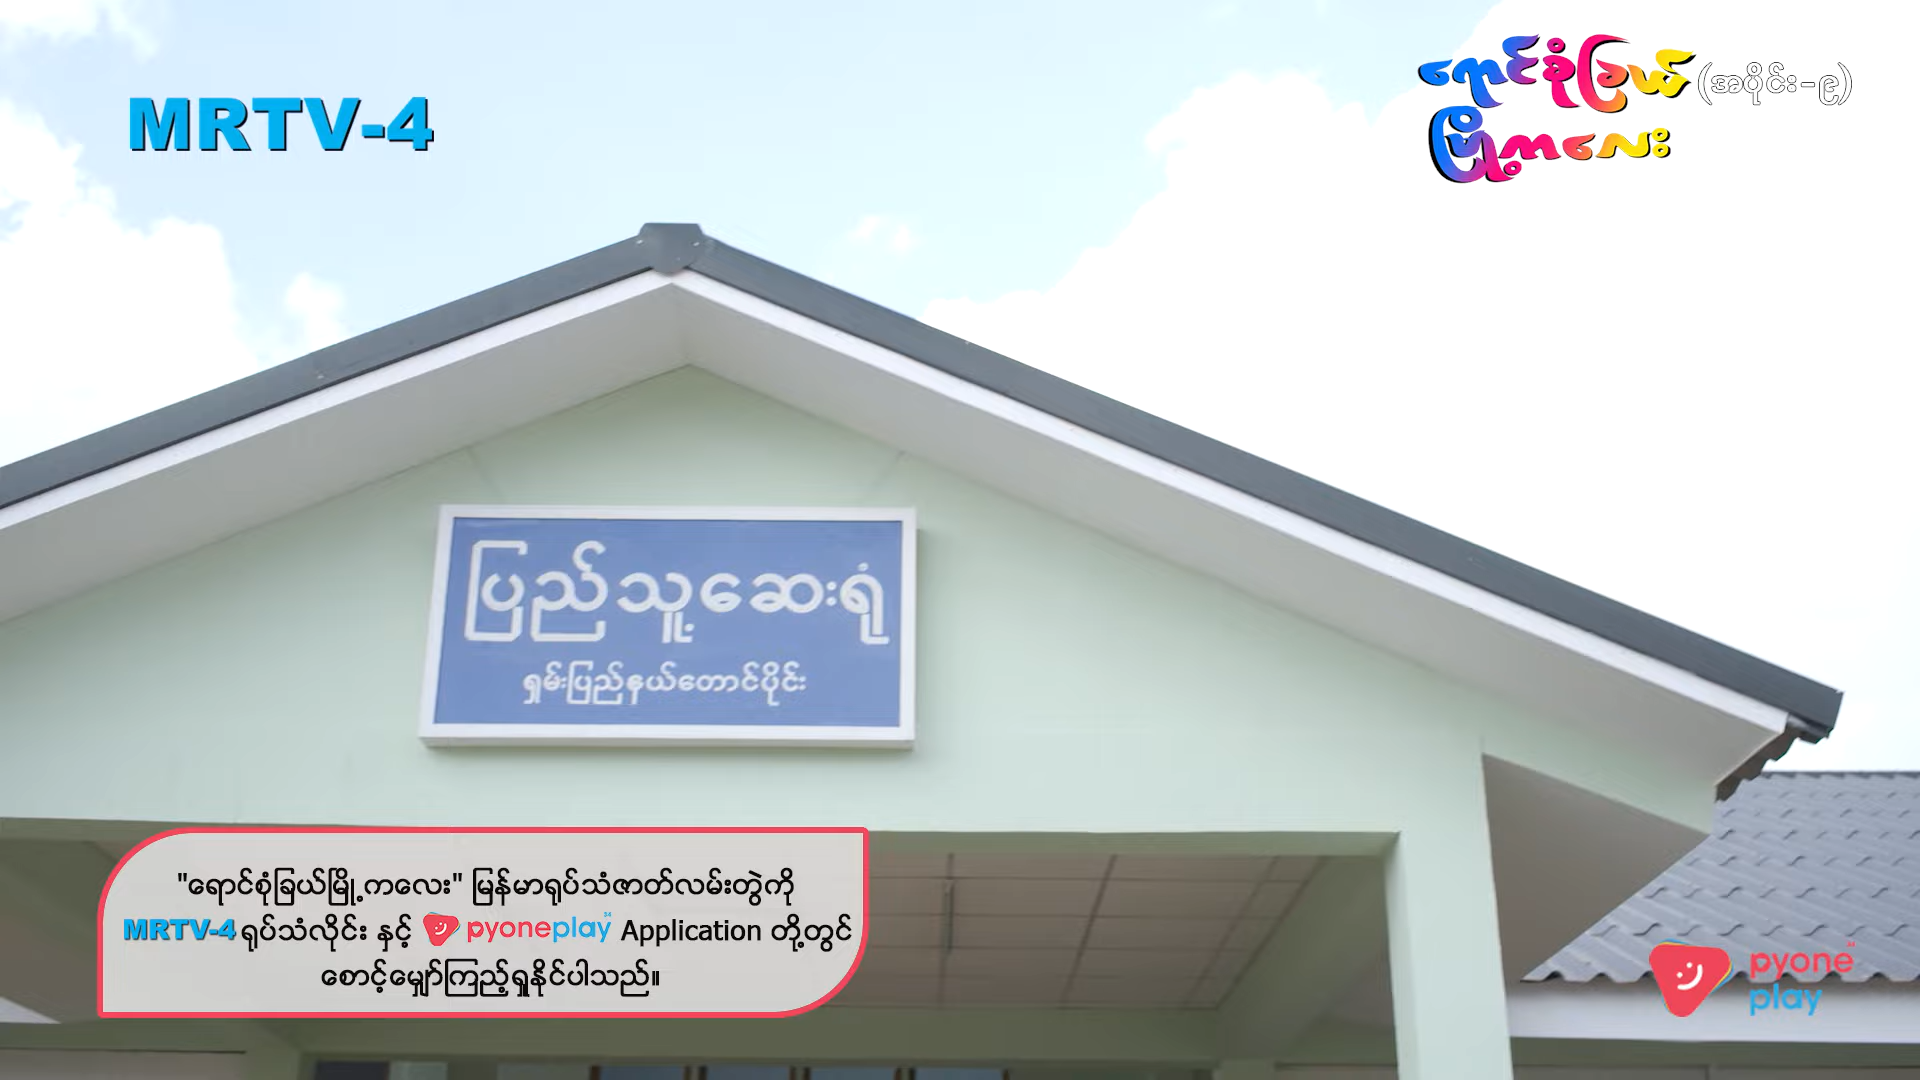 MRTV-4
ရောင်စုံခြယ် (အပိုင်း-၉)
မြို့ကလေး
ပြည်သူ့ဆေးရုံ
ရှမ်းပြည်နယ်တောင်ပိုင်း
"ရောင်စုံခြယ်မြို့ကလေး" မြန်မာရုပ်သံဇာတ်လမ်းတွဲကို
MRTV-4 ရုပ်သံလိုင်း နှင့် pyoneplay Application တို့တွင်
စောင့်မျှော်ကြည့်ရှုနိုင်ပါသည်။
pyone
play